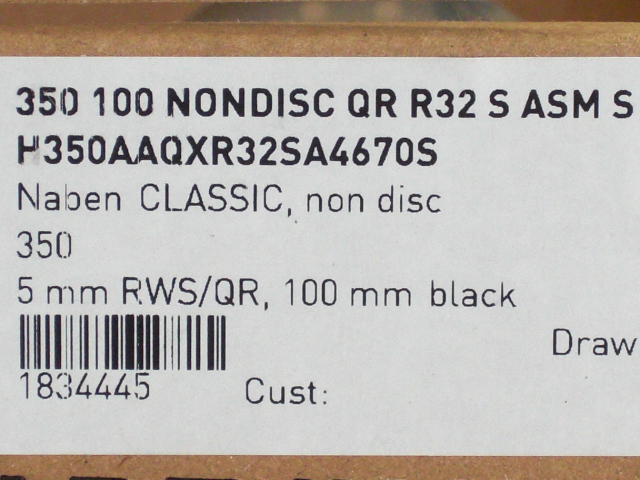 350 100 NONDISC QR R32 S ASM S
H350AAQXR32SA4670S
Naben CLASSIC, non disc
350
5 mm RWS/QR, 100 mm black
Draw
1834445
Cust: